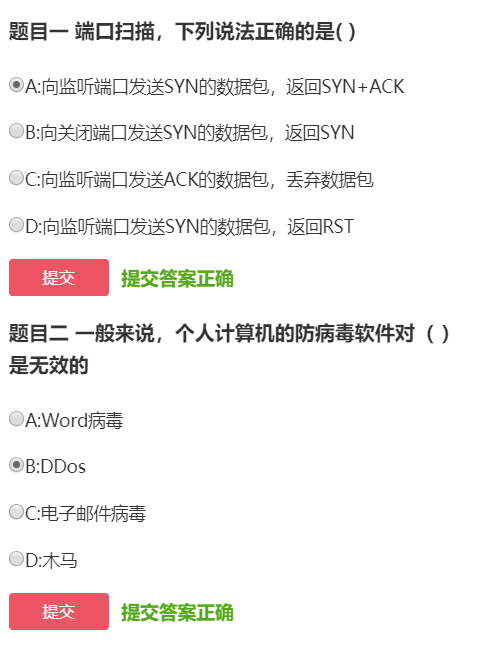 题目一 端口扫描，下列说法正确的是( )
A:向监听端口发送SYN的数据包，返回SYN+ACK
B:向关闭端口发送SYN的数据包，返回SYN
C:向监听端口发送ACK的数据包，丢弃数据包
D:向监听端口发送SYN的数据包，返回RST
提交 提交答案正确
题目二 一般来说，个人计算机的防病毒软件对（ ）
是无效的
A:Word病毒
B:DDos
C:电子邮件病毒
D:木马
提交 提交答案正确